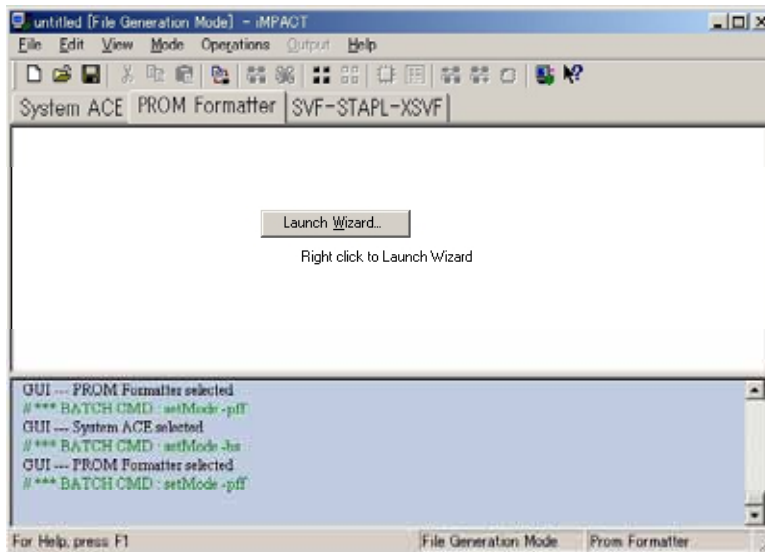 untitled [File Generation Mode] - iMPACT
File Edit View Mode Operations Output Help
System ACE PROM Formatter SVF-STAPL-XSVF
Launch Wizard...
Right click to Launch Wizard
GUI --- PROM Formatter selected
// *** BATCH CMD : setMode -pff
GUI --- System ACE selected
// *** BATCH CMD : setMode -bs
GUI --- PROM Formatter selected
// *** BATCH CMD : setMode -pff
For Help, press F1 File Generation Mode Prom Formatter